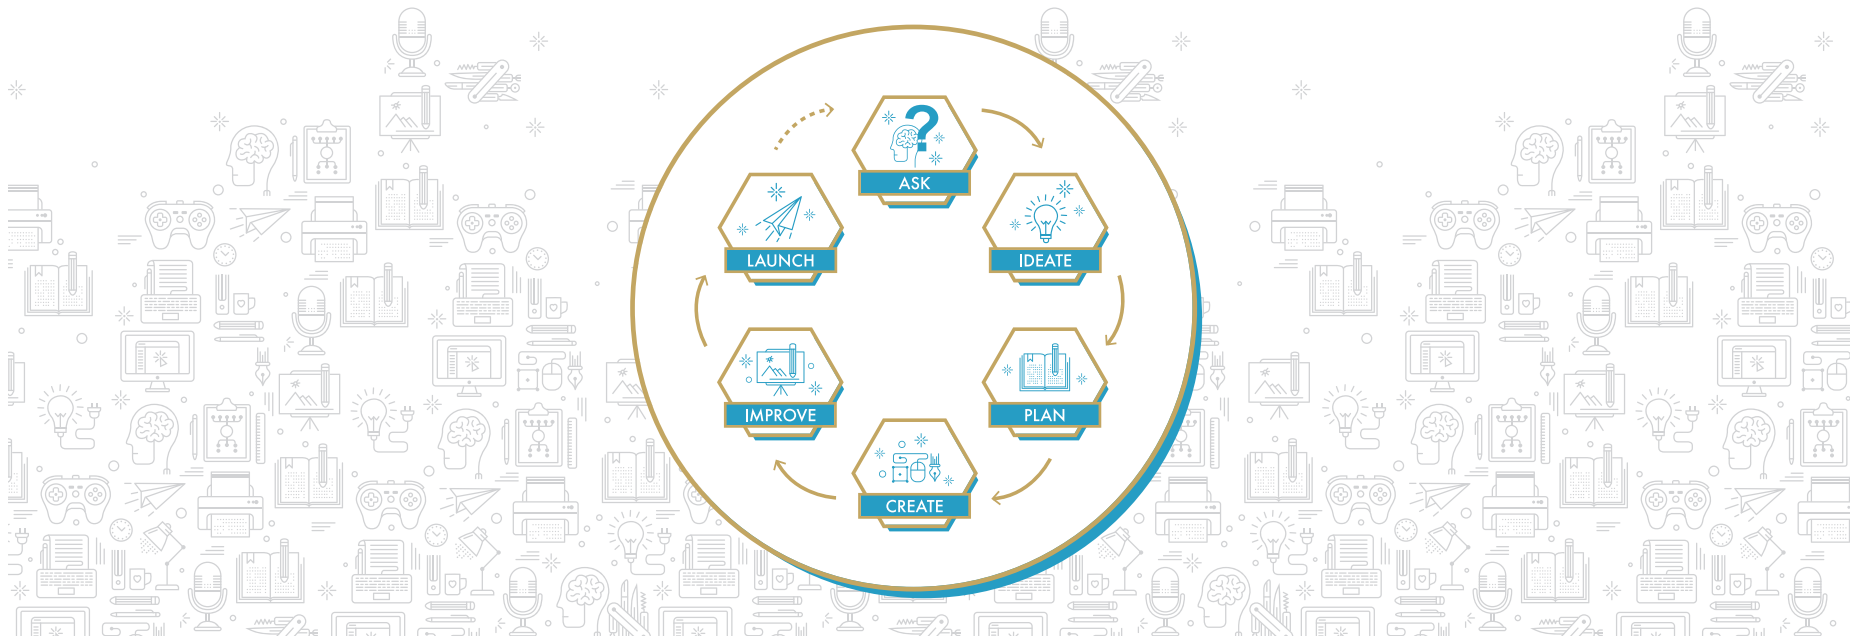 ASK
IDEATE
PLAN
CREATE
IMPROVE
LAUNCH